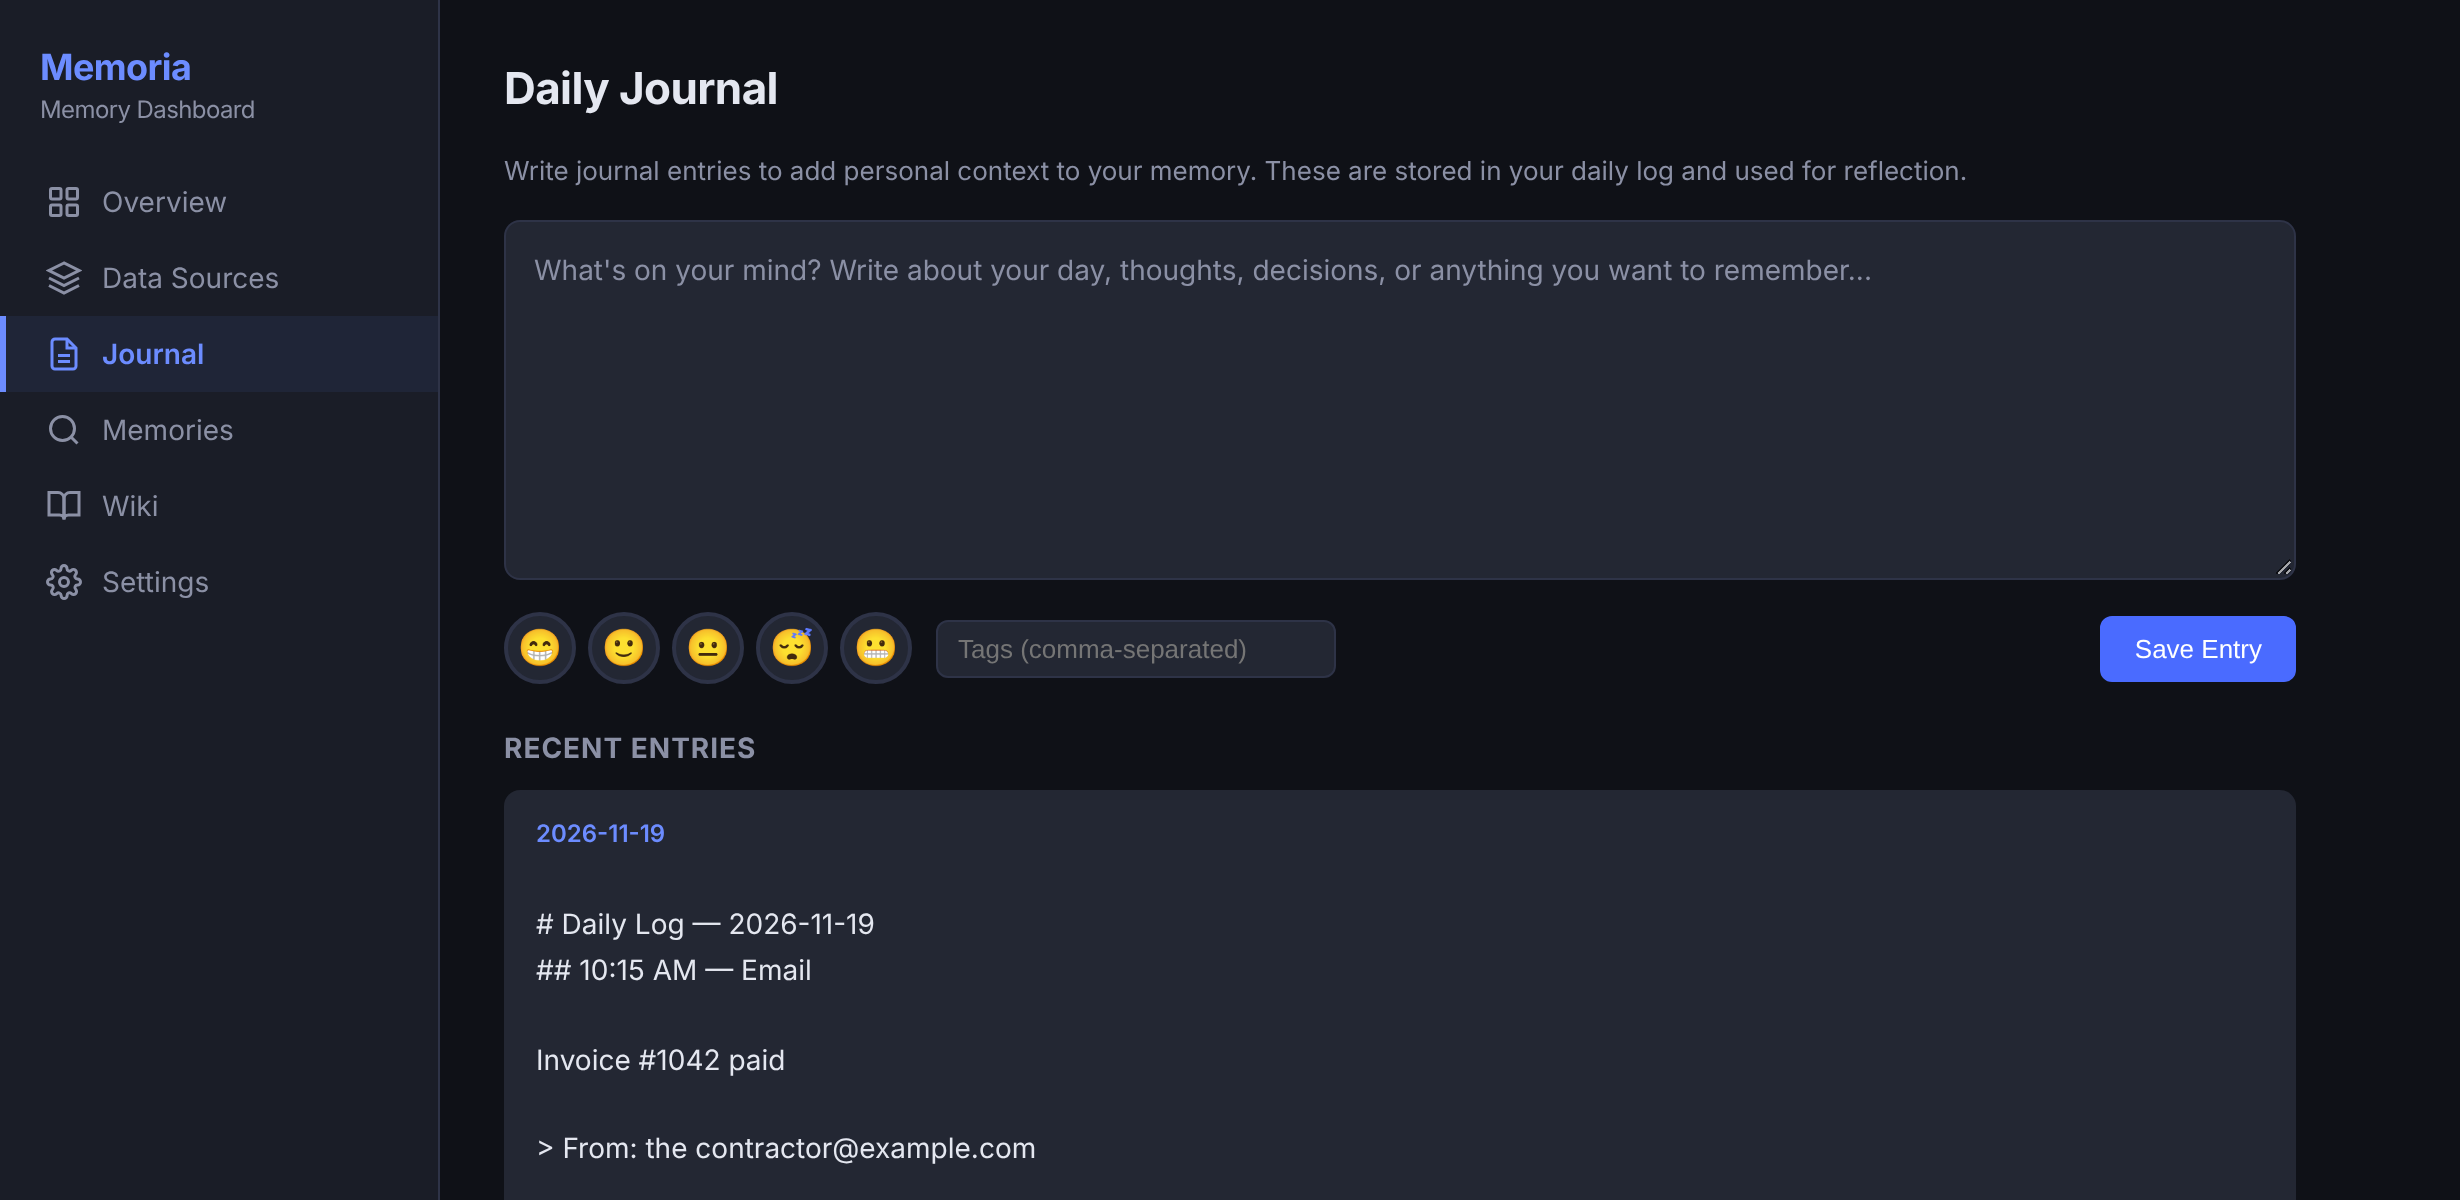 Memoria
Memory Dashboard
Overview
Data Sources
Journal
Memories
Wiki
Settings
Daily Journal
Write journal entries to add personal context to your memory. These are stored in your daily log and used for reflection.
What's on your mind? Write about your day, thoughts, decisions, or anything you want to remember...
Tags (comma-separated)
Save Entry
RECENT ENTRIES
2026-11-19
# Daily Log — 2026-11-19
## 10:15 AM — Email
Invoice #1042 paid
> From: the contractor@example.com